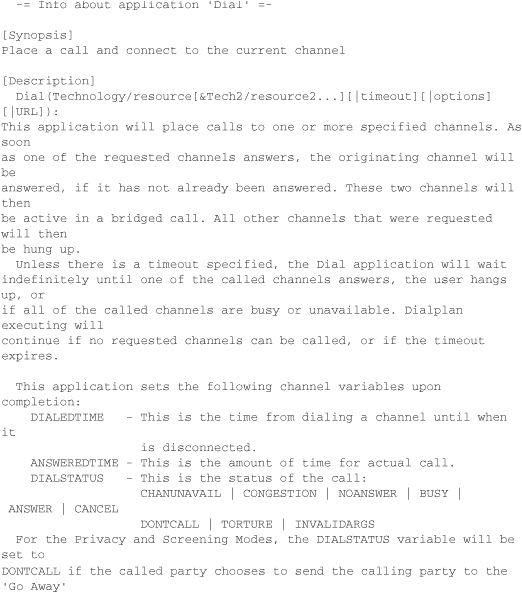 -= Info about application 'Dial' =-
[Synopsis]
Place a call and connect to the current channel
[Description]
Dial(Technology/resource[&Tech2/resource2...][|timeout][|options]
[|URL]):
This application will place calls to one or more specified channels. As
soon
as one of the requested channels answers, the originating channel will
be
answered, if it has not already been answered. These two channels will
then
be active in a bridged call. All other channels that were requested
will then
be hung up.
Unless there is a timeout specified, the Dial application will wait
indefinitely until one of the called channels answers, the user hangs
up, or
if all of the called channels are busy or unavailable. Dialplan
executing will
continue if no requested channels can be called, or if the timeout
expires.
This application sets the following channel variables upon
completion:
DIALEDTIME - This is the time from dialing a channel until when
it
is disconnected.
ANSWEREDTIME - This is the amount of time for actual call.
DIALSTATUS - This is the status of the call:
CHANUNAVAIL | CONGESTION | NOANSWER | BUSY |
ANSWER | CANCEL
DONTCALL | TORTURE | INVALIDARGS
For the Privacy and Screening Modes, the DIALSTATUS variable will be
set to
DONTCALL if the called party chooses to send the calling party to the
'Go Away'